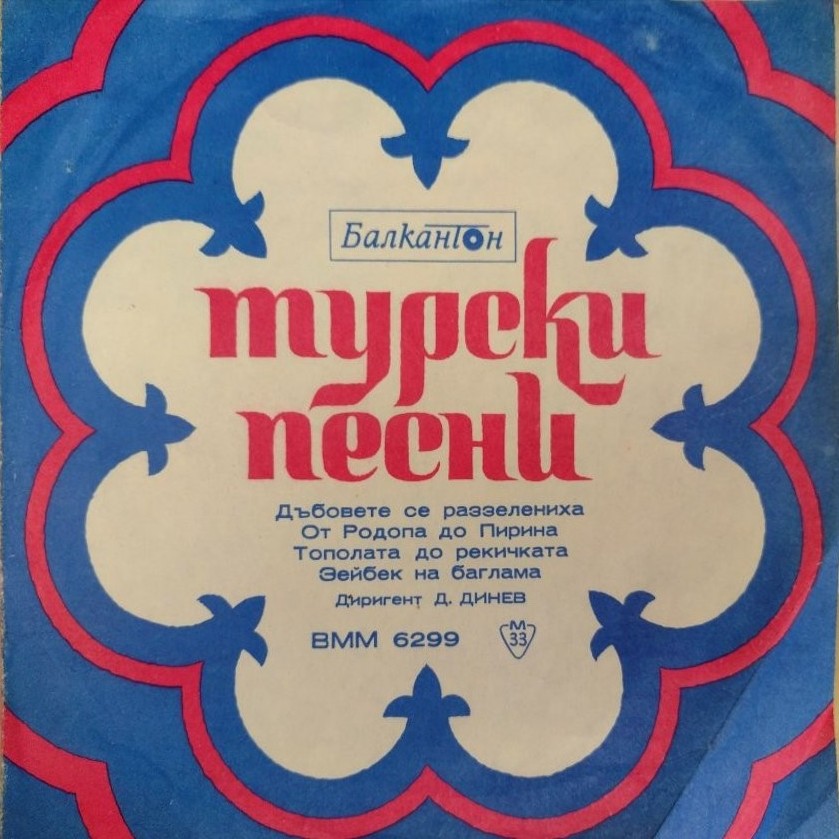 Балкантон
турски
песни
Дъбовете се раззелениха
От Родопа до Пирина
Тополата до рекичката
Зейбек на баглама
Диригент Д. ДИНЕВ
ВММ 6299
М
33